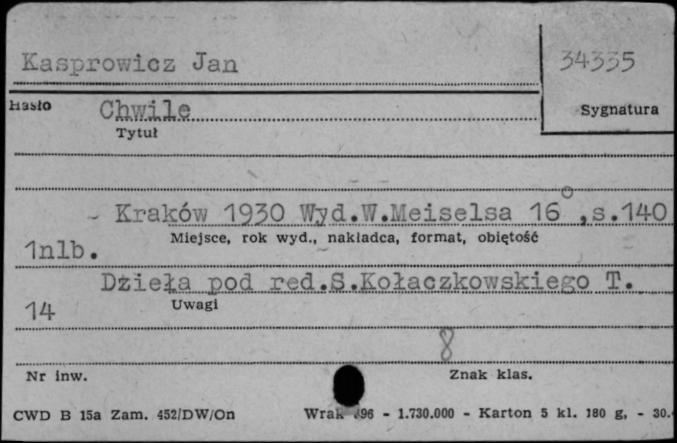 Kasprowicz Jan
34335
Hasło
Chwile
Sygnatura
Tytuł
- Kraków 1930 Wyd.W.Meiselsa 16°,s.140
Miejsce, rok wyd., nakładca, format, objętość
1nlb.
Dzieła pod red.S.Kołaczkowskiego T.
Uwagi
14
8
Nr inw.
Znak klas.
CWD B 15a Zam. 452/DW/On
96 - 1.730.000 - Karton 5 kl. 180 g, - 30.